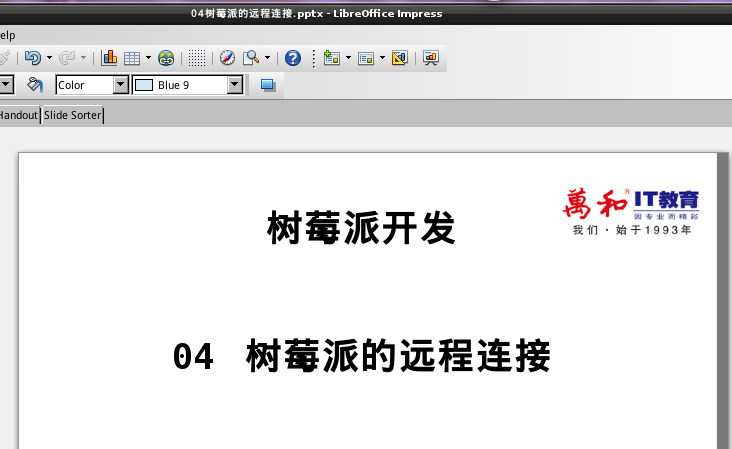 04树莓派的远程连接.pptx - LibreOffice Impress
elp
Color
Blue 9
Handout
Slide Sorter
萬和® IT教育
因专业而精彩
我们·始于1993年
树莓派开发
04 树莓派的远程连接